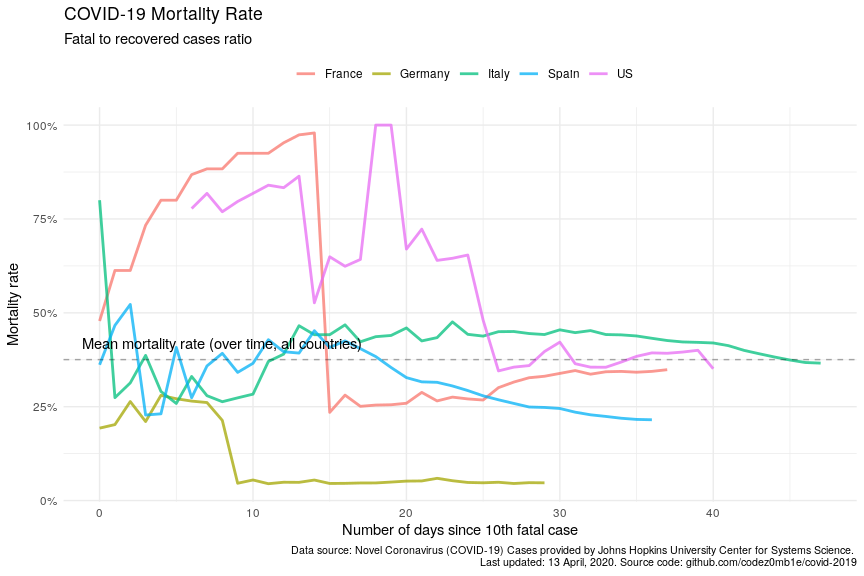 COVID-19 Mortality Rate
Fatal to recovered cases ratio
France Germany Italy Spain US
Mortality rate
100%
75%
50%
25%
0%
Mean mortality rate (over time, all countries)
0 10 20 30 40
Number of days since 10th fatal case
Data source: Novel Coronavirus (COVID-19) Cases provided by Johns Hopkins University Center for Systems Science.
Last updated: 13 April, 2020. Source code: github.com/codez0mb1e/covid-2019